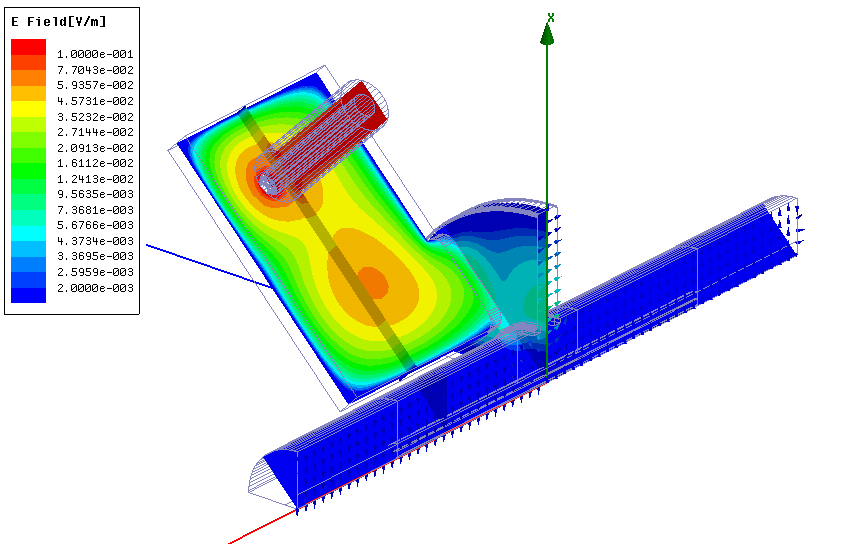 E Field[V/m]
1.0000e-001
7.7043e-002
5.9357e-002
4.5731e-002
3.5232e-002
2.7144e-002
2.0913e-002
1.6112e-002
1.2413e-002
9.5635e-003
7.3681e-003
5.6766e-003
4.3734e-003
3.3695e-003
2.5959e-003
2.0000e-003
X